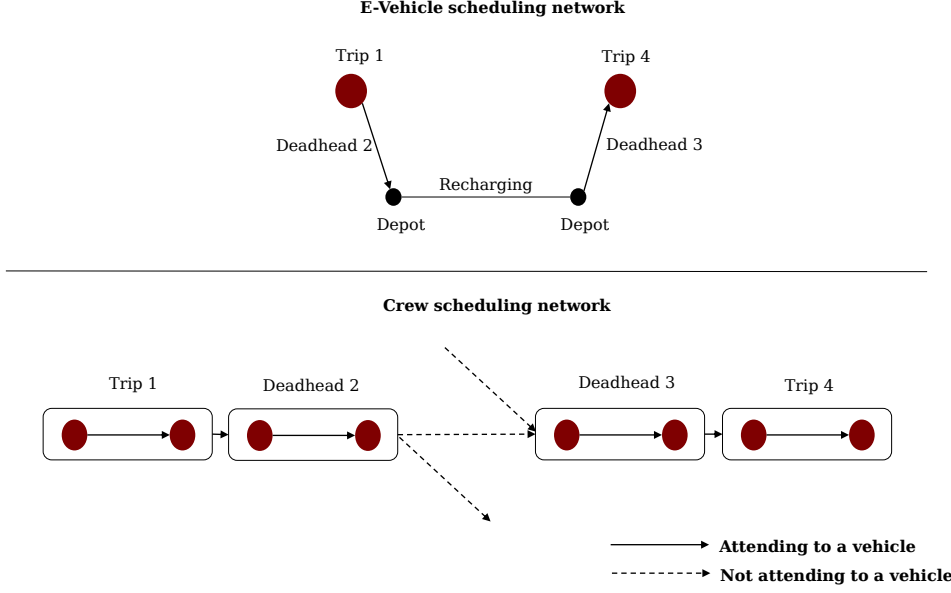 E-Vehicle scheduling network
Trip 1
Trip 4
Deadhead 2
Deadhead 3
Recharging
Depot
Depot
Crew scheduling network
Trip 1
Deadhead 2
Deadhead 3
Trip 4
Attending to a vehicle
Not attending to a vehicle